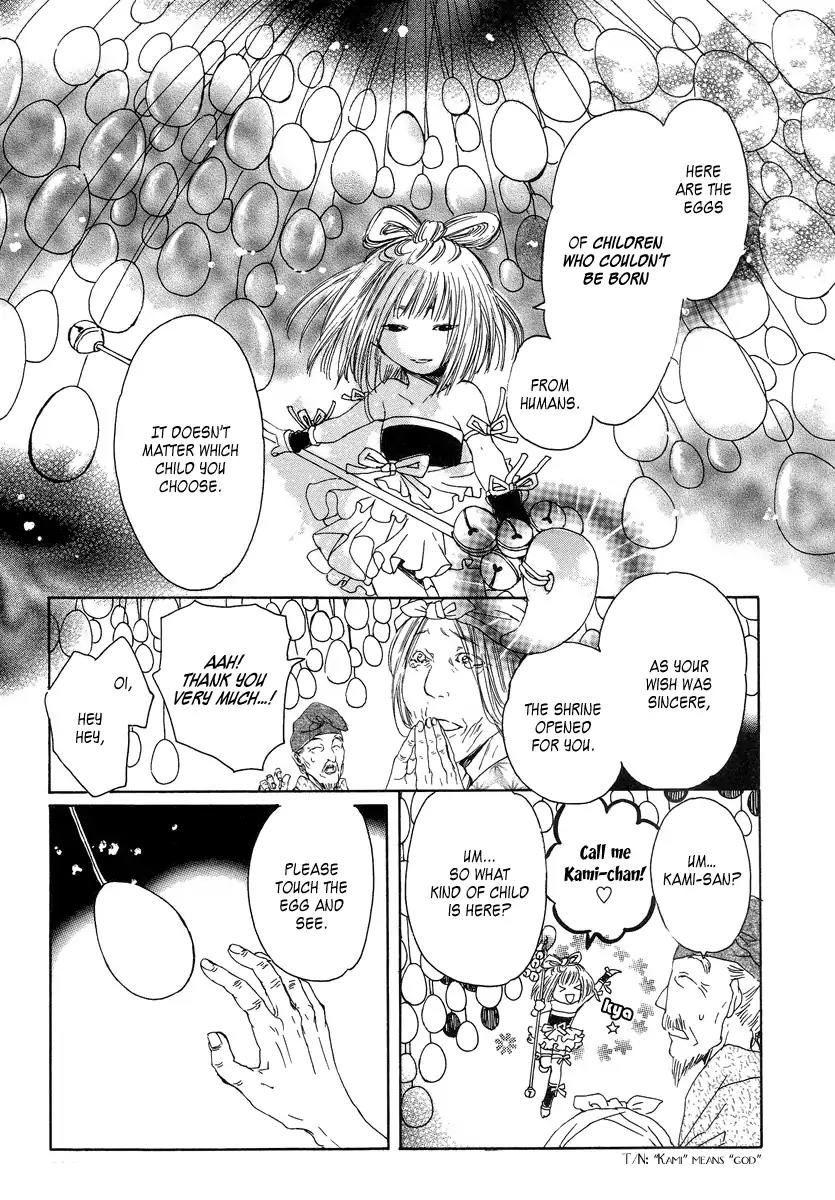 HERE
ARE THE
EGGS
OF CHILDREN
WHO COULDN'T
BE BORN
FROM
HUMANS.
IT DOESN'T
MATTER WHICH
CHILD YOU
CHOOSE.
AS YOUR
WISH WAS
SINCERE,
THE SHRINE
OPENED
FOR YOU.
AAH!
THANK YOU
VERY MUCH...!
OI,
HEY
HEY,
UM...
KAMI-SAN?
Call me
Kami-chan!
♡
kya
☆
UM...
SO WHAT
KIND OF CHILD
IS HERE?
PLEASE
TOUCH THE
EGG AND
SEE.
T/N: "KAMI" MEANS "GOD"